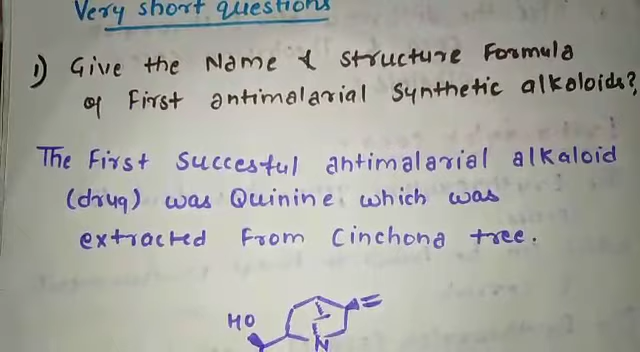 Very short questions
1) Give the Name & structure Formula
of First antimalarial synthetic alkoloids?
The First Succesful antimalarial alkaloid
(drug) was Quinine. which was
extracted From Cinchona tree.
HO
N